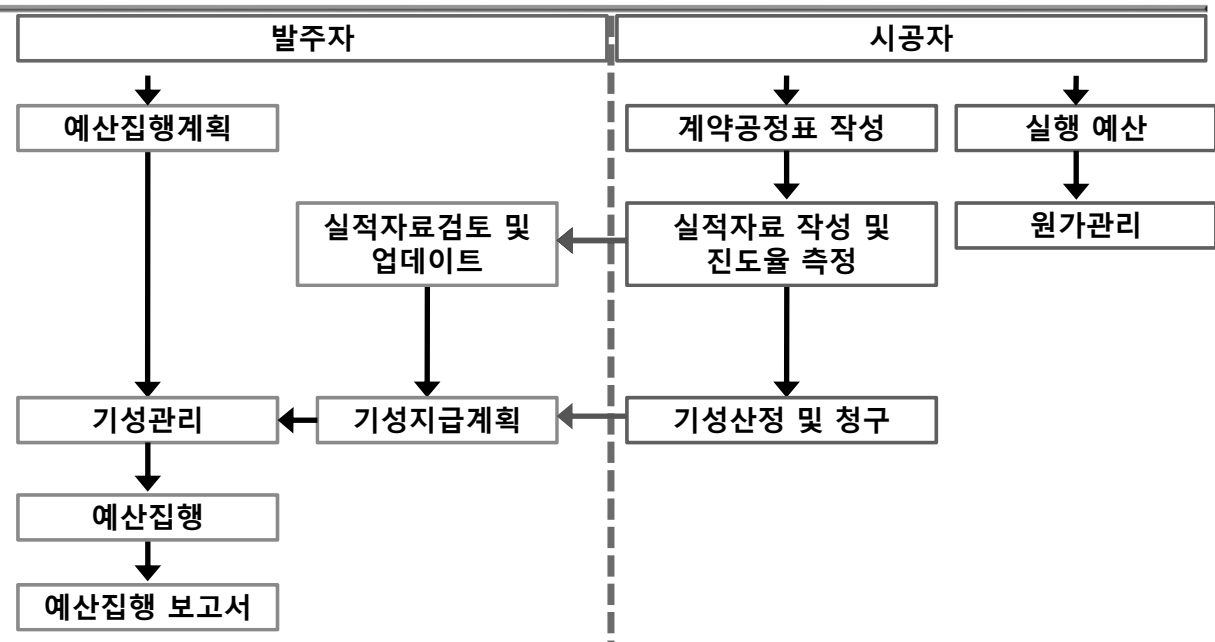 발주자
시공자
예산집행계획
계약공정표 작성
실행 예산
실적자료검토 및
업데이트
실적자료 작성 및
진도율 측정
원가관리
기성관리
기성지급계획
기성산정 및 청구
예산집행
예산집행 보고서